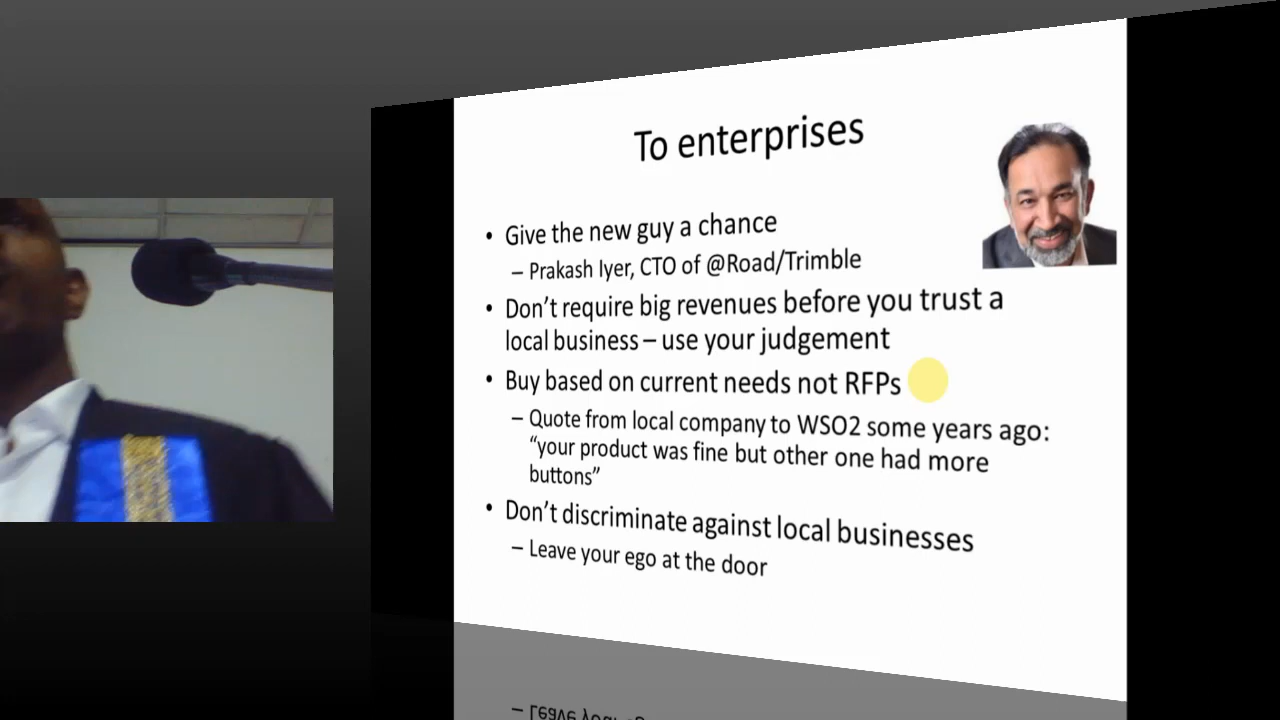 To enterprises
• Give the new guy a chance
– Prakash Iyer, CTO of @Road/Trimble
• Don’t require big revenues before you trust a
local business – use your judgement
• Buy based on current needs not RFPs
– Quote from local company to WSO2 some years ago:
“your product was fine but other one had more
buttons”
• Don’t discriminate against local businesses
– Leave your ego at the door